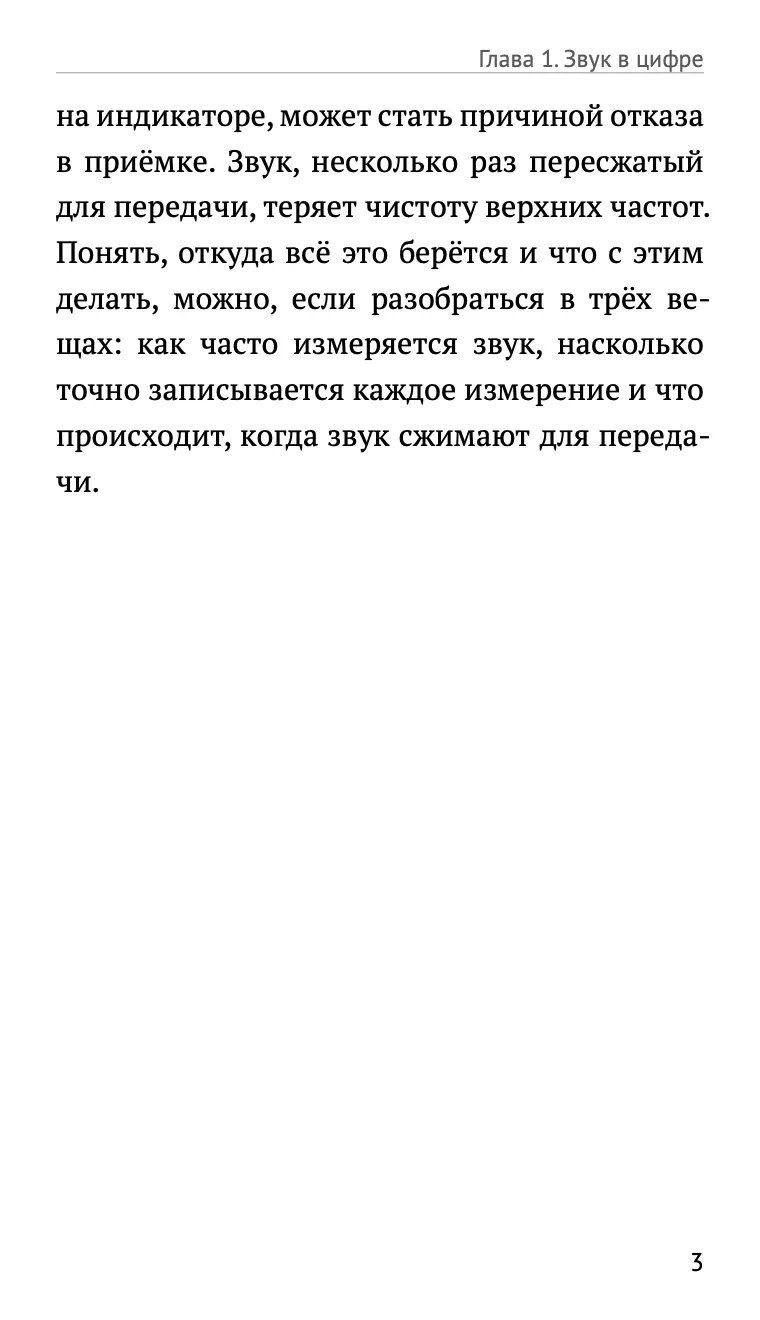 Глава 1. Звук в цифре
на индикаторе, может стать причиной отказа
в приёмке. Звук, несколько раз пересжатый
для передачи, теряет чистоту верхних частот.
Понять, откуда всё это берётся и что с этим
делать, можно, если разобраться в трёх ве-
щах: как часто измеряется звук, насколько
точно записывается каждое измерение и что
происходит, когда звук сжимают для переда-
чи.
3